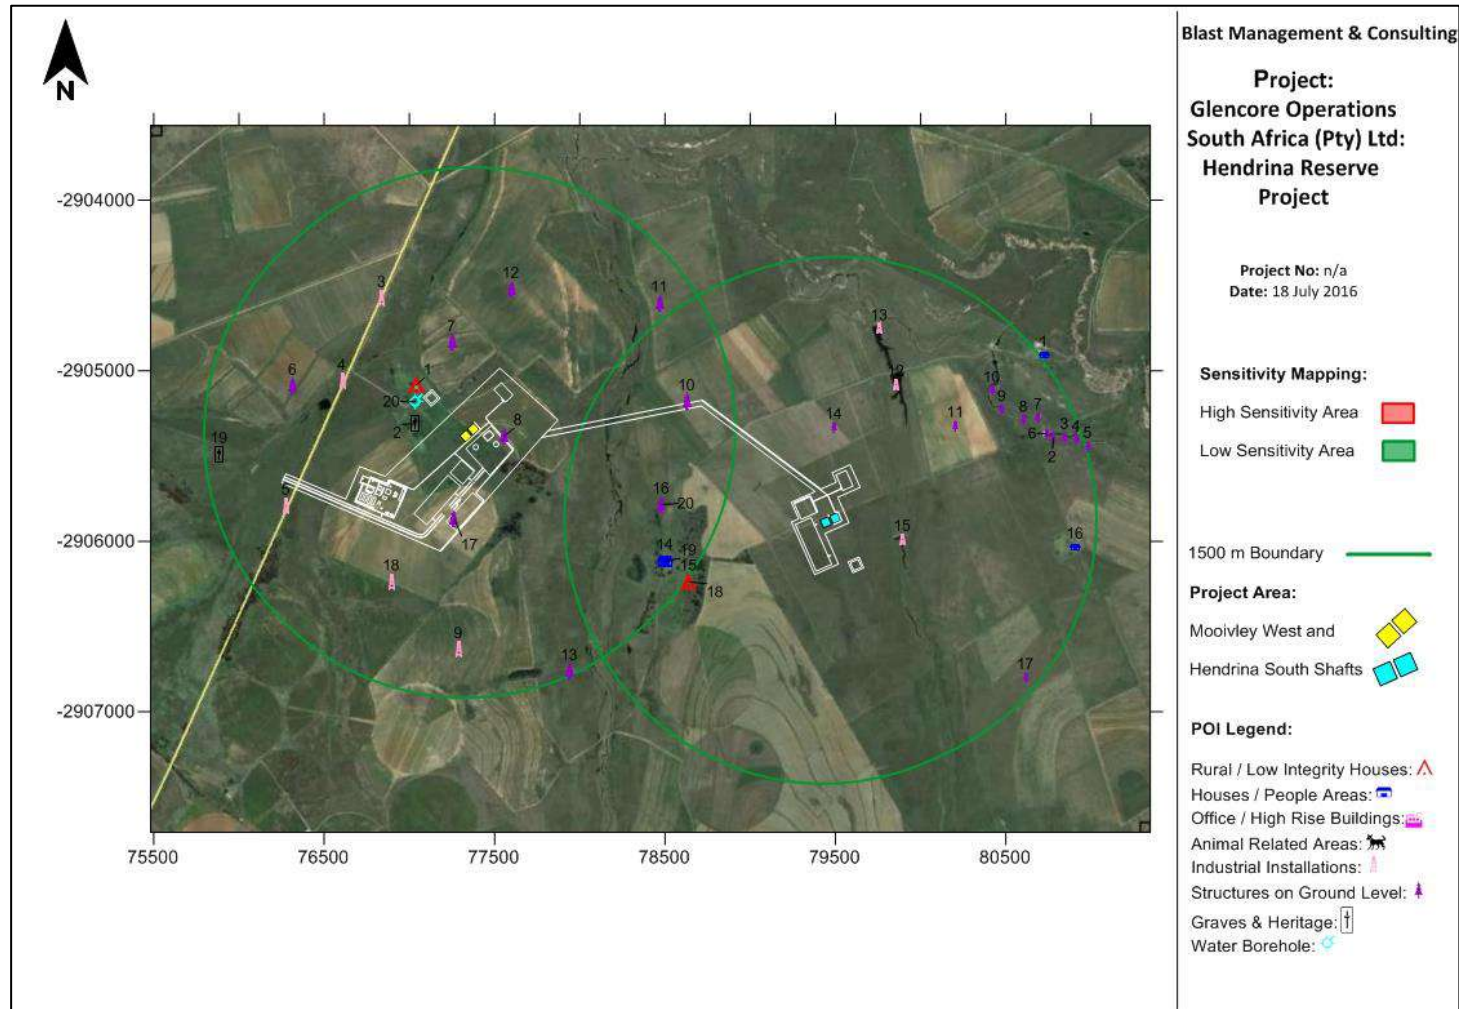 N
Blast Management & Consulting
Project:
Glencore Operations
South Africa (Pty) Ltd:
Hendrina Reserve
Project
Project No: n/a
Date: 18 July 2016
Sensitivity Mapping:
High Sensitivity Area
Low Sensitivity Area
1500 m Boundary
Project Area:
Mooivley West and
Hendrina South Shafts
POI Legend:
Rural / Low Integrity Houses:
Houses / People Areas:
Office / High Rise Buildings:
Animal Related Areas:
Industrial Installations:
Structures on Ground Level:
Graves & Heritage:
Water Borehole:
-2904000
-2905000
-2906000
-2907000
75500 76500 77500 78500 79500 80500
3
12
11
7
4
6
1
20
2
19
8
10
5
17
18
9
13
16
20
14
19
15
18
13
12
14
11
1
10
9
8
7
6
3
4
5
2
15
16
17